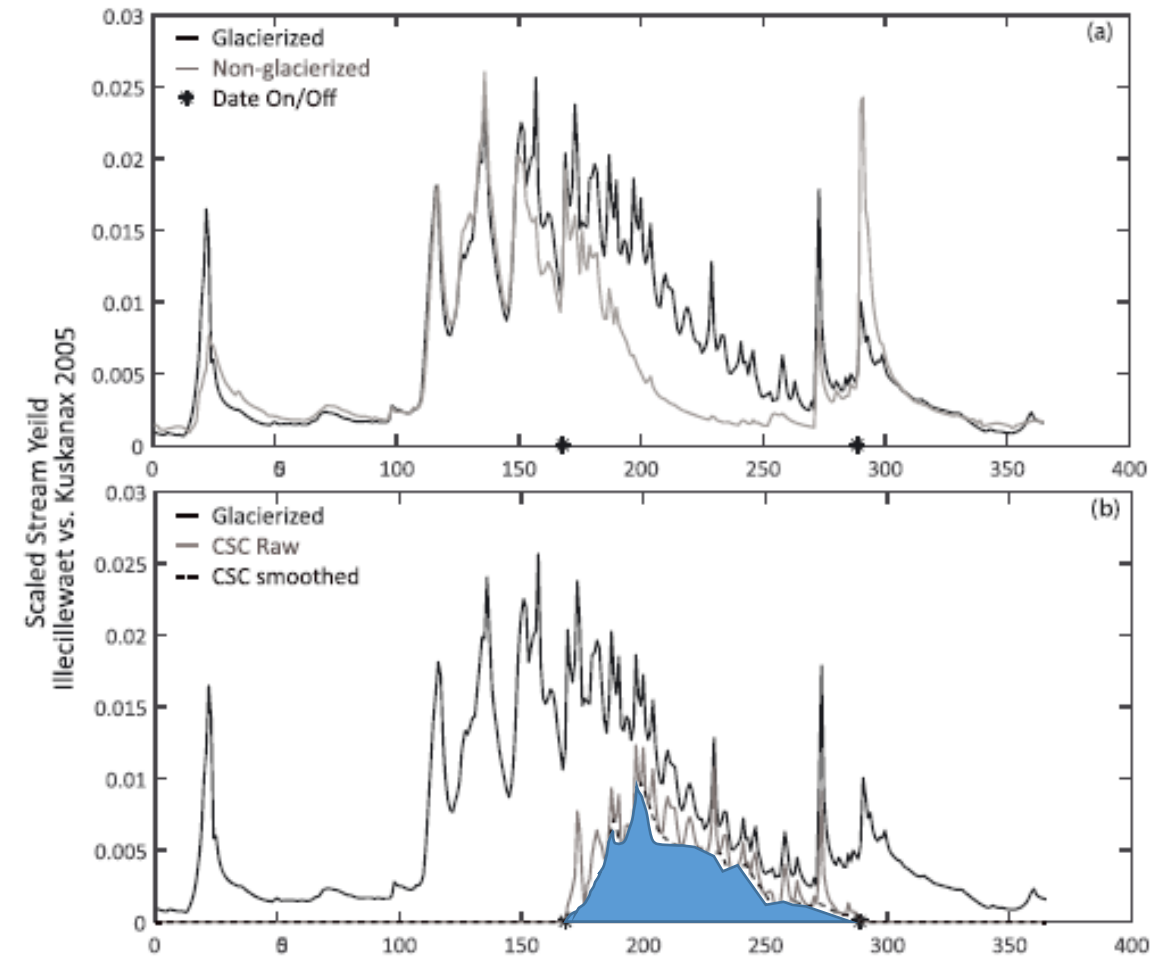 Scaled Stream Yeild
Illecillewaet vs. Kuskanax 2005
0.03
0.025
0.02
0.015
0.01
0.005
0
(a)
Glacierized
Non-glacierized
Date On/Off
0 100 150 200 250 300 350 400
0.03
0.025
0.02
0.015
0.01
0.005
0
(b)
Glacierized
CSC Raw
CSC smoothed
0 100 150 200 250 300 350 400